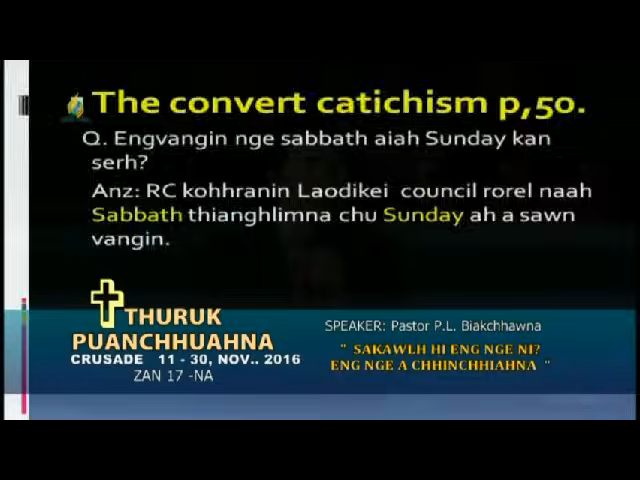 The convert catichism p,50.
Q. Engvangin nge sabbath aiah Sunday kan
serh?
Anz: RC kohhranin Laodikei council rorel naah
Sabbath thianghlimna chu Sunday ah a sawn
vangin.
THURUK
PUANCHHUAHNA
CRUSADE 11 - 30, NOV.. 2016
ZAN 17 -NA
SPEAKER: Pastor P.L. Biakchhawna
" SAKAWLH HI ENG NGE NI?
ENG NGE A CHHINCHHIAHNA "